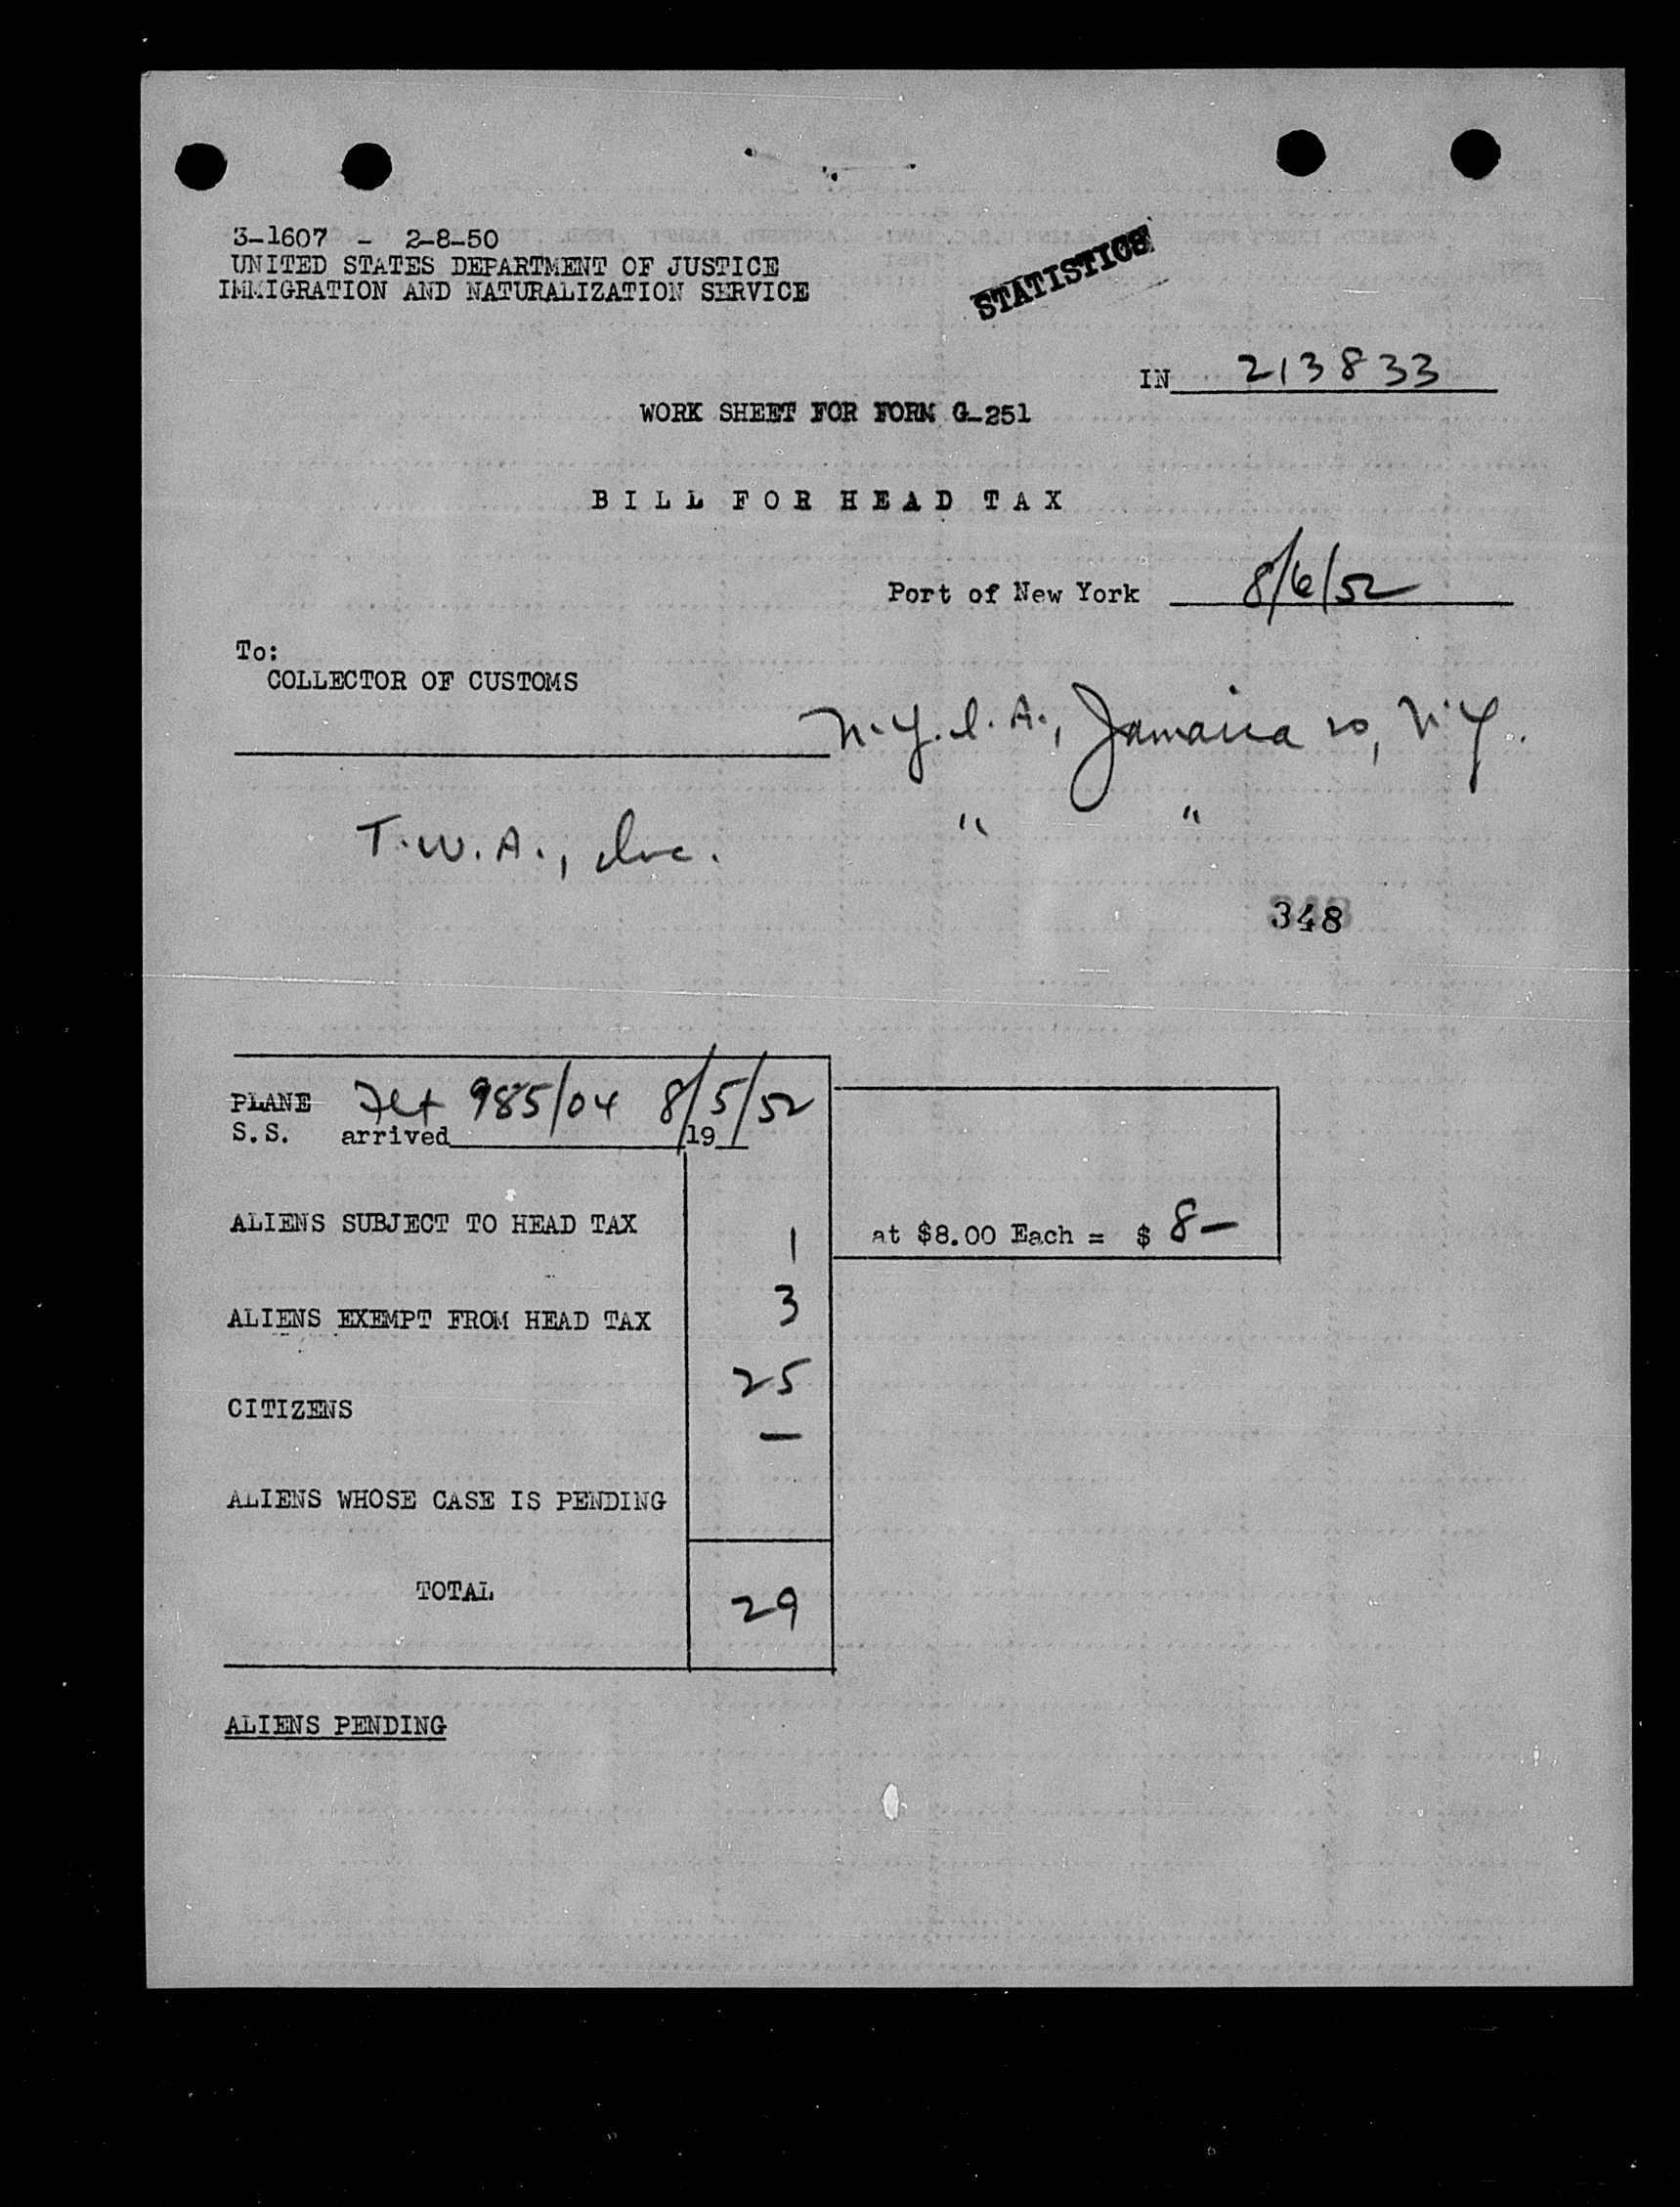 3-1607 - 2-8-50
UNITED STATES DEPARTMENT OF JUSTICE
IMMIGRATION AND NATURALIZATION SERVICE
STATISTICS
IN 213833
WORK SHEET FOR FORM G-251
BILL FOR HEAD TAX
Port of New York 8/6/52
To:
COLLECTOR OF CUSTOMS
N.Y.I.A., Jamaica 20, N.Y.
T.W.A., Inc. " "
348
PLANE Flt 985/04 8/5/52
S.S. arrived 19
ALIENS SUBJECT TO HEAD TAX 1 at $8.00 Each = $ 8—
ALIENS EXEMPT FROM HEAD TAX 3
CITIZENS 25
ALIENS WHOSE CASE IS PENDING —
TOTAL 29
ALIENS PENDING